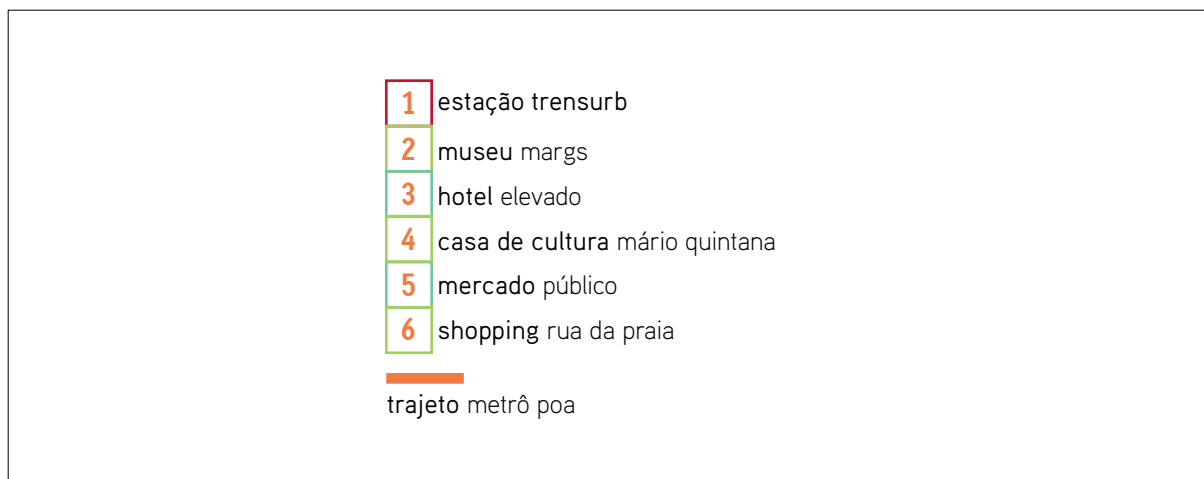 1 estação trensurb
2 museu margs
3 hotel elevado
4 casa de cultura mário quintana
5 mercado público
6 shopping rua da praia
trajeto metrô poa